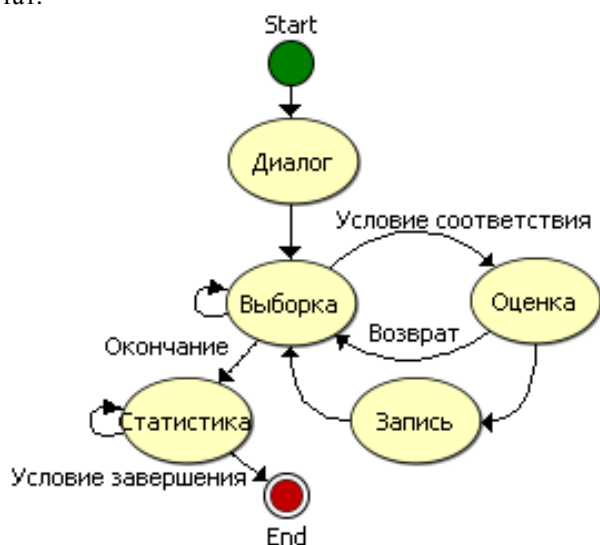 Start
Диалог
Условие соответствия
Выборка
Оценка
Возврат
Окончание
Статистика
Запись
Условие завершения
End